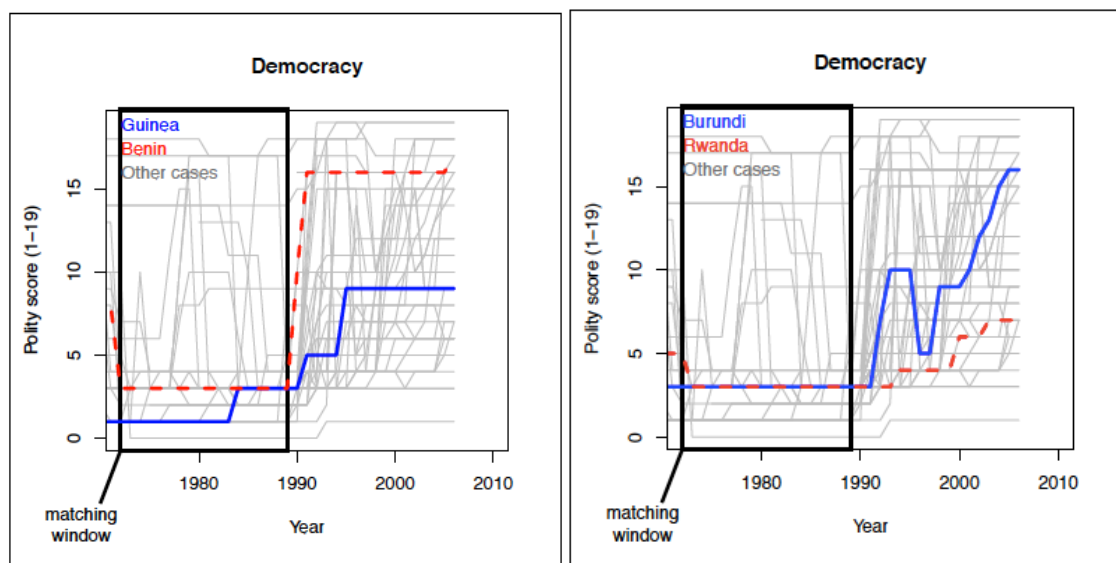 Democracy
Guinea
Benin
Other cases
Polity score (1–19)
15
10
5
0
1980
1990
2000
2010
matching
window
Year
Democracy
Burundi
Rwanda
Other cases
Polity score (1–19)
15
10
5
0
1980
1990
2000
2010
matching
window
Year